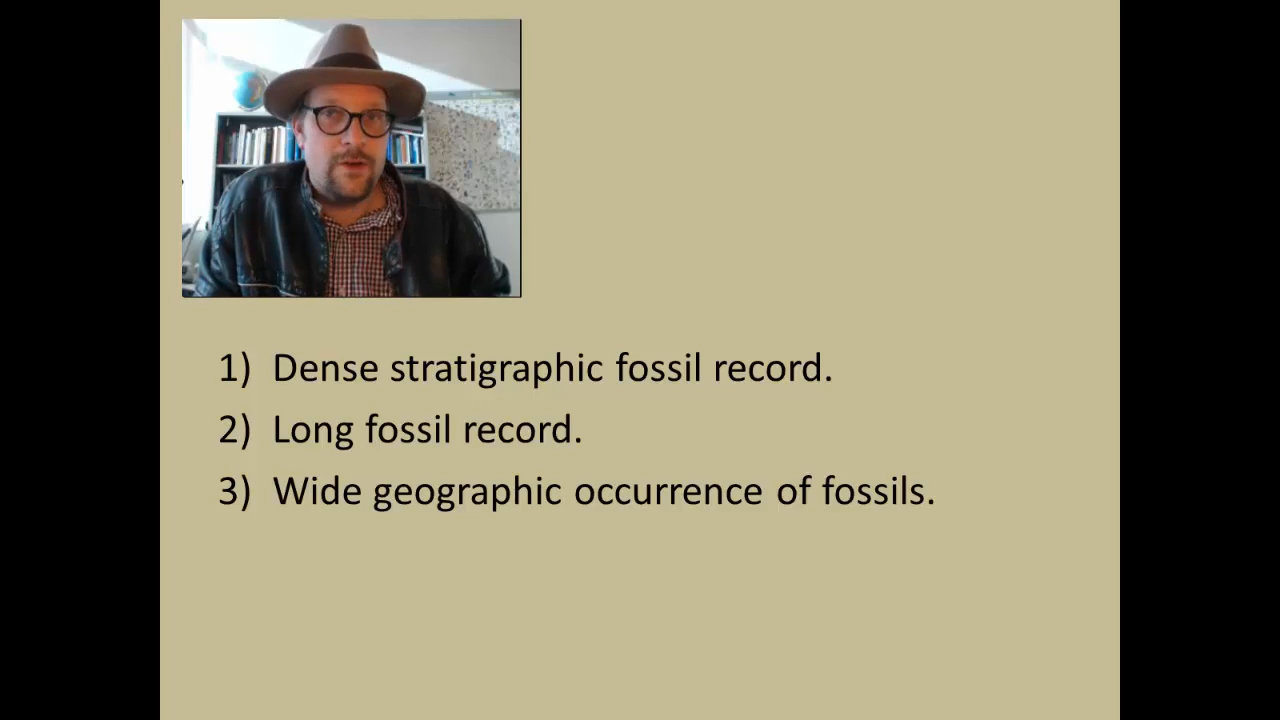 1) Dense stratigraphic fossil record.
2) Long fossil record.
3) Wide geographic occurrence of fossils.